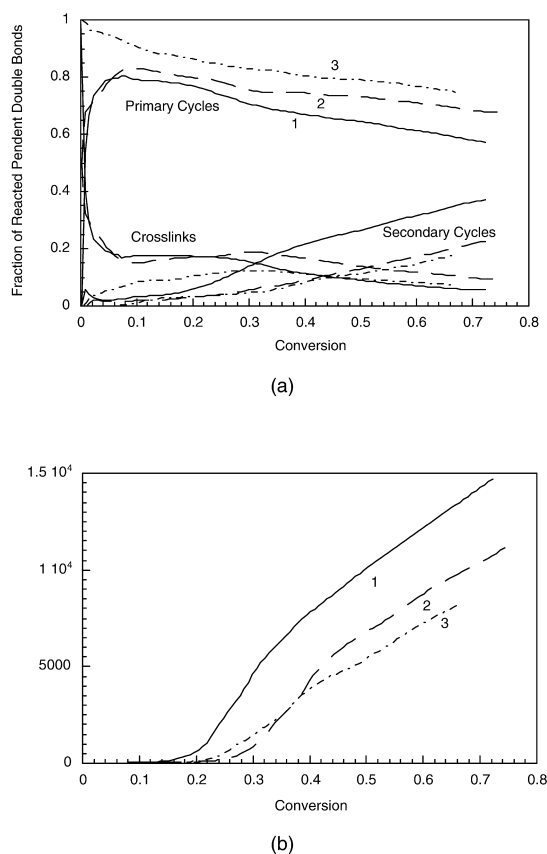 1
3
0.8
2
Primary Cycles
1
0.6
Fraction of Reacted Pendent Double Bonds
0.4
Crosslinks
Secondary Cycles
0.2
0
0 0.1 0.2 0.3 0.4 0.5 0.6 0.7 0.8
Conversion
(a)
1.5 10⁴
1 10⁴
1
2
3
5000
0
0 0.1 0.2 0.3 0.4 0.5 0.6 0.7 0.8
Conversion
(b)